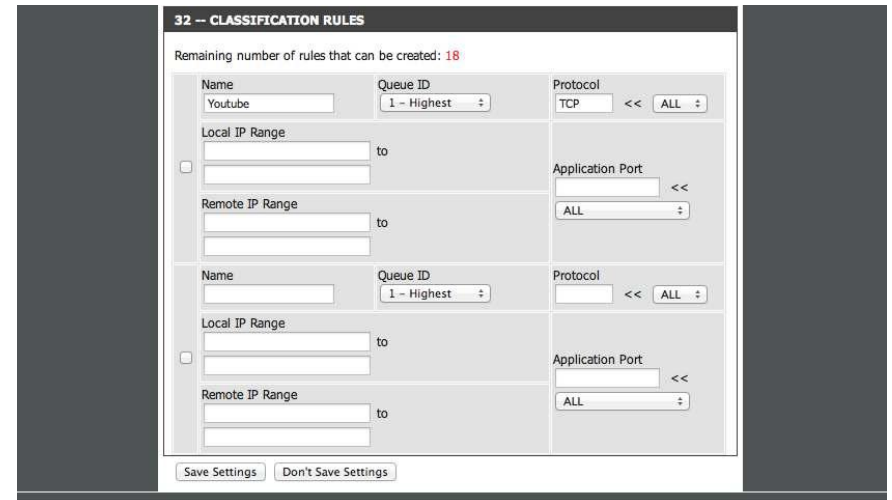 32 -- CLASSIFICATION RULES
Remaining number of rules that can be created: 18
Name Queue ID Protocol
Youtube 1 - Highest TCP << ALL
Local IP Range
to
Application Port
<<
Remote IP Range
ALL
to
Name Queue ID Protocol
1 - Highest << ALL
Local IP Range
to
Application Port
<<
Remote IP Range
ALL
to
Save Settings Don't Save Settings